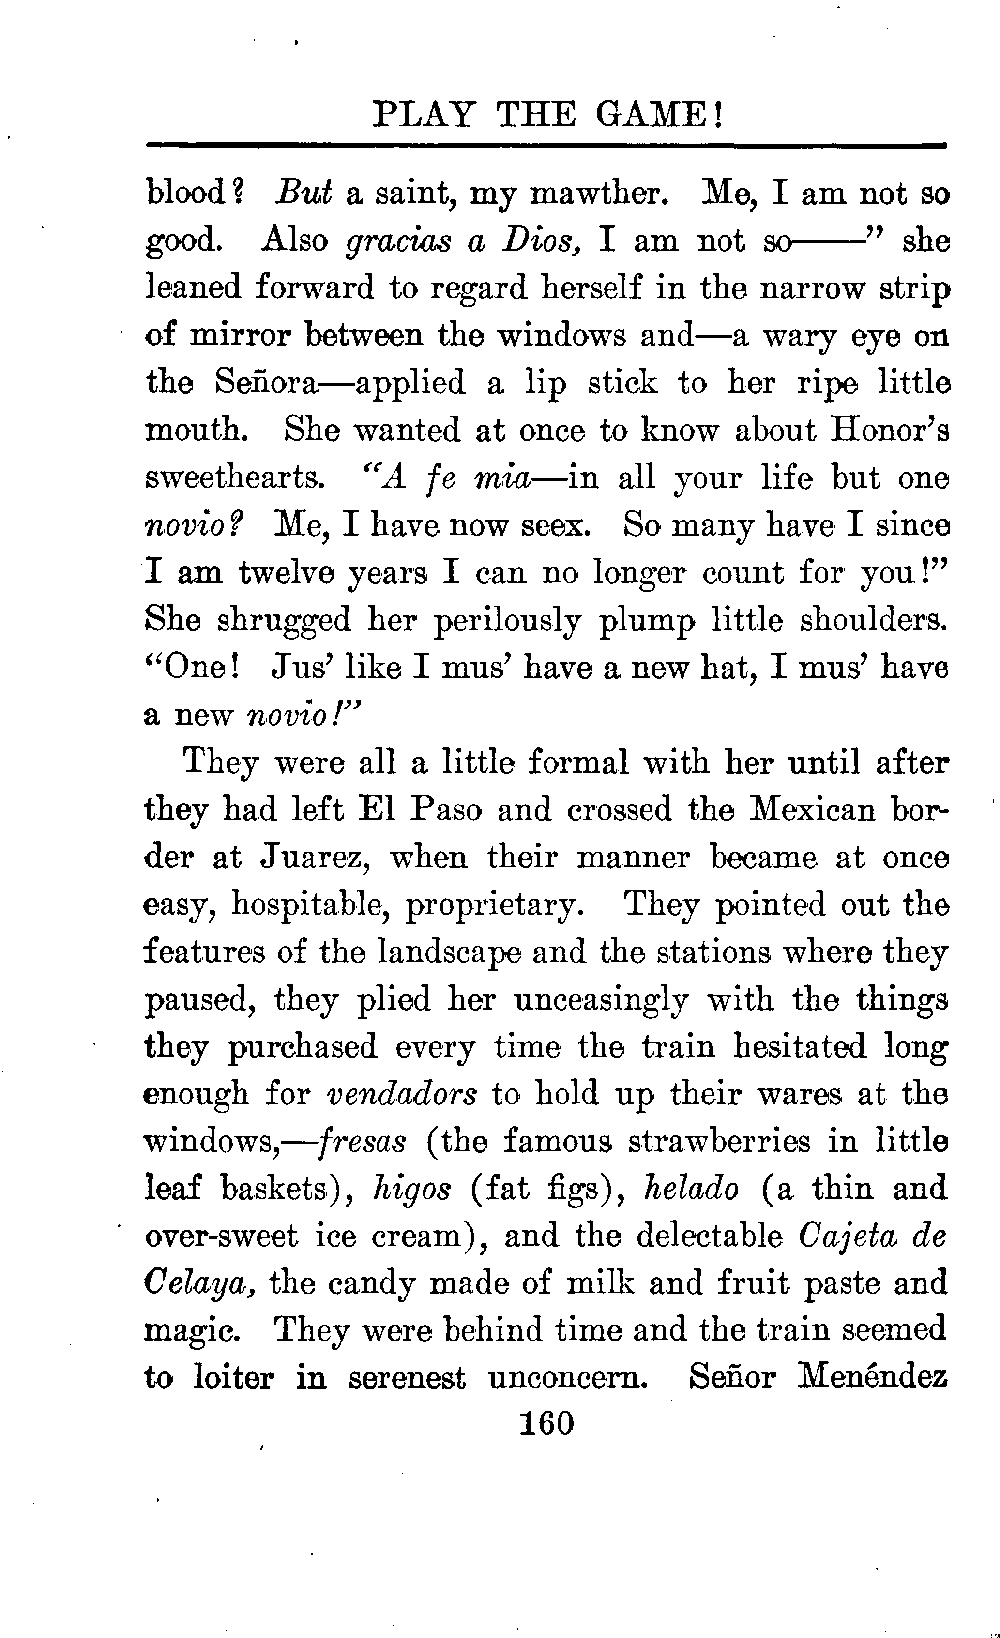 PLAY THE GAME!
blood? But a saint, my mawther. Me, I am not so
good. Also gracias a Dios, I am not so——" she
leaned forward to regard herself in the narrow strip
of mirror between the windows and—a wary eye on
the Señora—applied a lip stick to her ripe little
mouth. She wanted at once to know about Honor's
sweethearts. "A fe mia—in all your life but one
novio? Me, I have now seex. So many have I since
I am twelve years I can no longer count for you!"
She shrugged her perilously plump little shoulders.
"One! Jus' like I mus' have a new hat, I mus' have
a new novio!"
They were all a little formal with her until after
they had left El Paso and crossed the Mexican bor-
der at Juarez, when their manner became at once
easy, hospitable, proprietary. They pointed out the
features of the landscape and the stations where they
paused, they plied her unceasingly with the things
they purchased every time the train hesitated long
enough for vendadors to hold up their wares at the
windows,—fresas (the famous strawberries in little
leaf baskets), higos (fat figs), helado (a thin and
over-sweet ice cream), and the delectable Cajeta de
Celaya, the candy made of milk and fruit paste and
magic. They were behind time and the train seemed
to loiter in serenest unconcern. Señor Menéndez
160